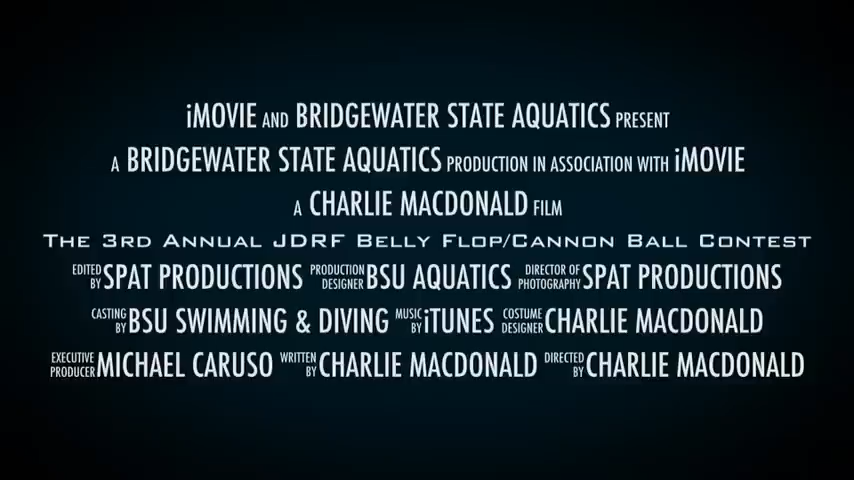 iMOVIE AND BRIDGEWATER STATE AQUATICS PRESENT
A BRIDGEWATER STATE AQUATICS PRODUCTION IN ASSOCIATION WITH iMOVIE
A CHARLIE MACDONALD FILM
THE 3RD ANNUAL JDRF BELLY FLOP/CANNON BALL CONTEST
EDITED BY SPAT PRODUCTIONS PRODUCTION DESIGNER BSU AQUATICS DIRECTOR OF PHOTOGRAPHY SPAT PRODUCTIONS
CASTING BY BSU SWIMMING & DIVING MUSIC BY iTUNES COSTUME DESIGNER CHARLIE MACDONALD
EXECUTIVE PRODUCER MICHAEL CARUSO WRITTEN BY CHARLIE MACDONALD DIRECTED BY CHARLIE MACDONALD